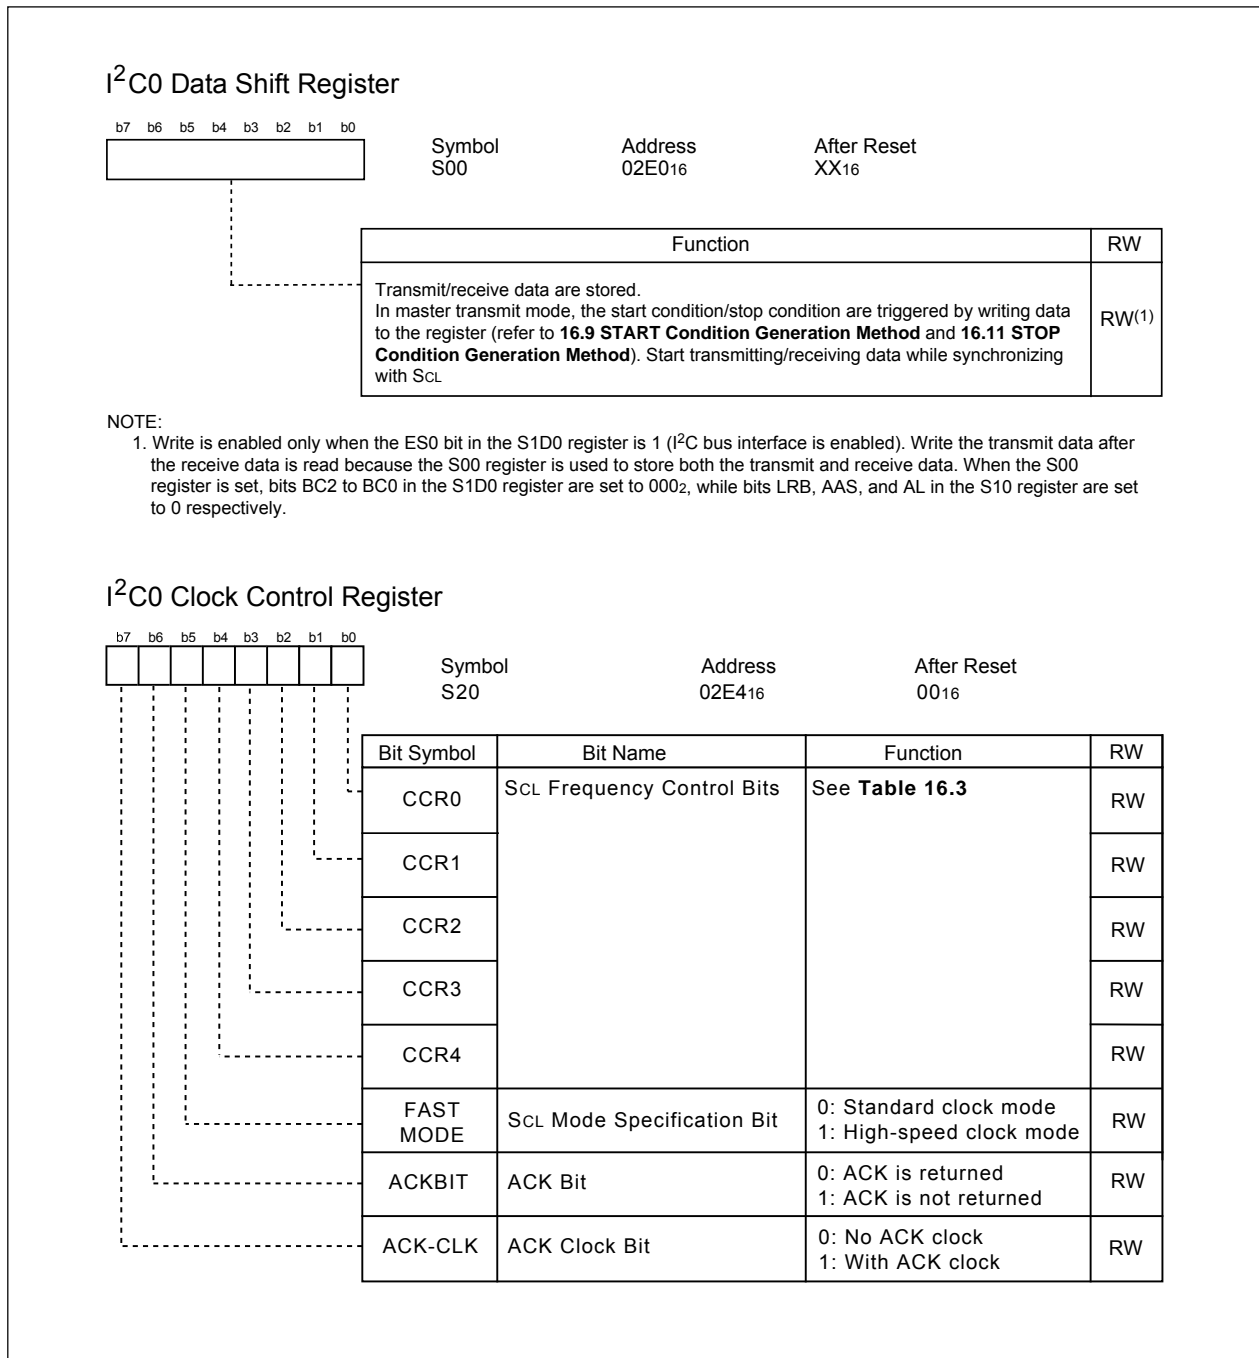 I²C0 Data Shift Register
b7 b6 b5 b4 b3 b2 b1 b0
Symbol Address After Reset
S00 02E016 XX16
Function RW
Transmit/receive data are stored.
In master transmit mode, the start condition/stop condition are triggered by writing data
to the register (refer to 16.9 START Condition Generation Method and 16.11 STOP
Condition Generation Method). Start transmitting/receiving data while synchronizing
with SCL
RW(1)
NOTE:
1. Write is enabled only when the ES0 bit in the S1D0 register is 1 (I²C bus interface is enabled). Write the transmit data after
the receive data is read because the S00 register is used to store both the transmit and receive data. When the S00
register is set, bits BC2 to BC0 in the S1D0 register are set to 0002, while bits LRB, AAS, and AL in the S10 register are set
to 0 respectively.
I²C0 Clock Control Register
b7 b6 b5 b4 b3 b2 b1 b0
Symbol Address After Reset
S20 02E416 0016
Bit Symbol Bit Name Function RW
CCR0 SCL Frequency Control Bits See Table 16.3 RW
CCR1 RW
CCR2 RW
CCR3 RW
CCR4 RW
FAST
MODE SCL Mode Specification Bit 0: Standard clock mode
1: High-speed clock mode RW
ACKBIT ACK Bit 0: ACK is returned
1: ACK is not returned RW
ACK-CLK ACK Clock Bit 0: No ACK clock
1: With ACK clock RW